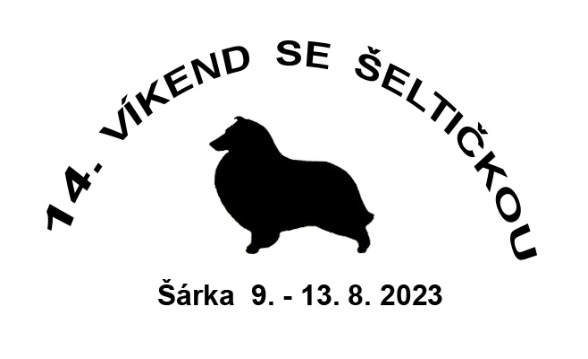 14. VÍKEND SE ŠELTIČKOU
Šárka 9. - 13. 8. 2023